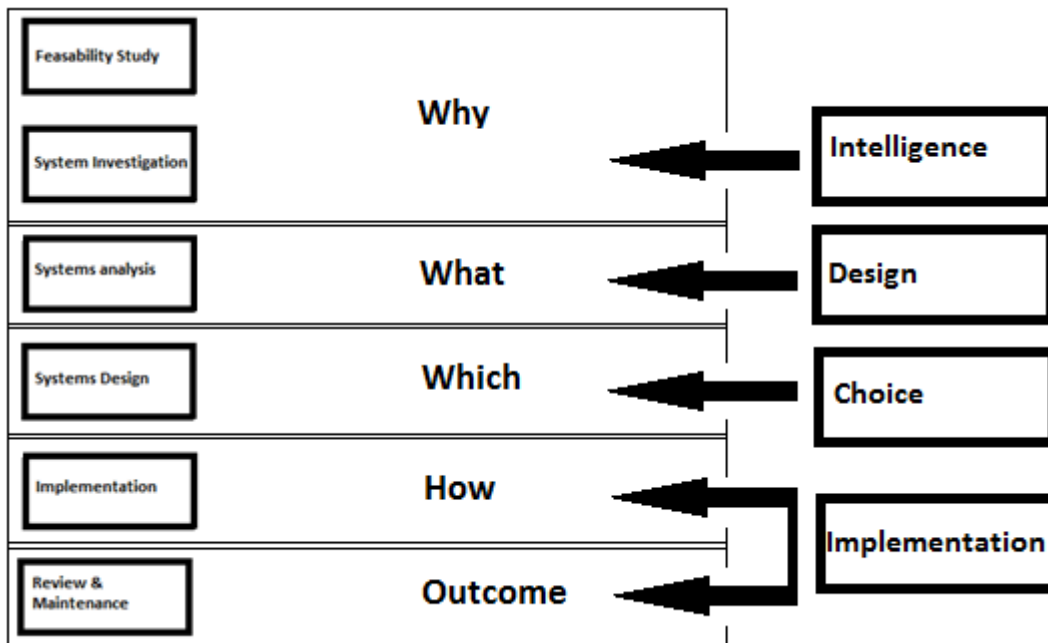 Feasability Study
Why
System Investigation
Intelligence
Systems analysis
What
Design
Systems Design
Which
Choice
Implementation
How
Implementation
Review &
Maintenance
Outcome